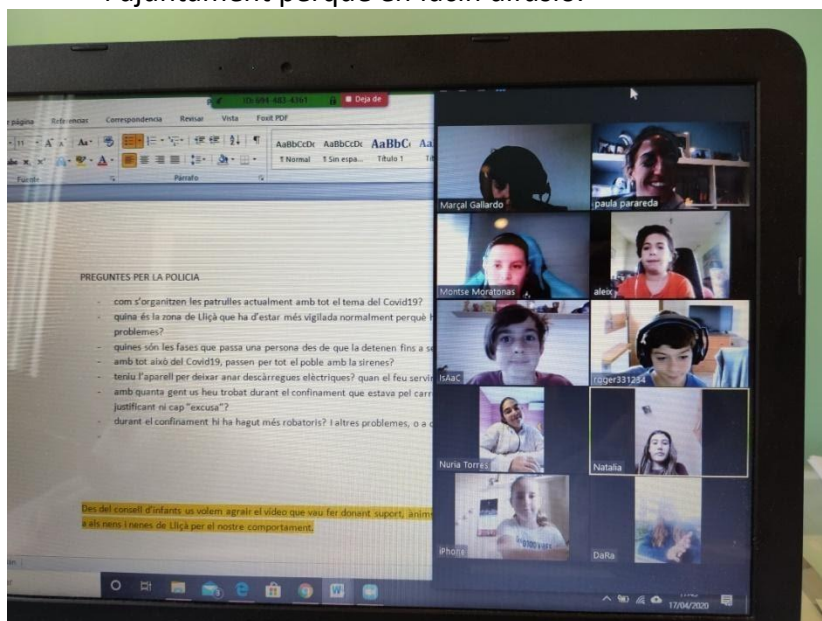 l'ajuntament perquè en facin difusió.
ID: 694-483-4361
Deja de
Referencias Correspondencia Revisar Vista Foxit PDF
AaBbCcDc AaBbCcDc AaBbC
¶ Normal ¶ Sin espa... Título 1
Fuente
Párrafo
PREGUNTES PER LA POLICIA
- com s'organitzen les patrulles actualment amb tot el tema del Covid19?
- quina és la zona de Lliçà que ha d'estar més vigilada normalment perquè
problemes?
- quines són les fases que passa una persona des de que la detenen fins a
- amb tot això del Covid19, passen per tot el poble amb la sirenes?
- teniu l'aparell per deixar anar descàrregues elèctriques? quan el feu
- amb quanta gent us heu trobat durant el confinament que estava pel
justificant ni cap "excusa"?
- durant el confinament hi ha hagut més robatoris? I altres problemes, o a
-
Des del consell d'infants us volem agrair el vídeo que vau fer donant suport,
a als nens i nenes de Lliçà per el nostre comportament.
Marçal Gallardo
paula parareda
Montse Moratonas
aleix
IsAaC
roger331234
Nuria Torres
Natalia
iPhone
DaRa
17/04/2020